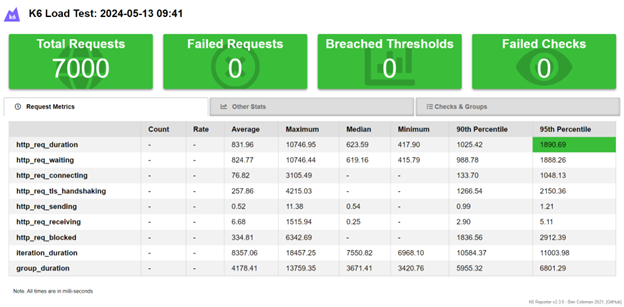 K6 Load Test: 2024-05-13 09:41
Total Requests Failed Requests Breached Thresholds Failed Checks
7000 0 0 0
Request Metrics Other Stats Checks & Groups
Count Rate Average Maximum Median Minimum 90th Percentile 95th Percentile
http_req_duration - - 831.96 10746.95 623.59 417.90 1025.42 1890.69
http_req_waiting - - 824.77 10746.44 619.16 415.79 988.78 1888.26
http_req_connecting - - 76.82 3105.49 - - 133.70 1048.13
http_req_tls_handshaking - - 257.86 4215.03 - - 1266.54 2150.36
http_req_sending - - 0.52 11.38 0.54 - 0.99 1.21
http_req_receiving - - 6.68 1515.94 0.25 - 2.90 5.11
http_req_blocked - - 334.81 6342.69 - - 1836.56 2912.39
iteration_duration - - 8357.06 18457.25 7550.82 6968.10 10584.37 11003.98
group_duration - - 4178.41 13759.35 3671.41 3420.76 5955.32 6801.29
Note. All times are in milli-seconds
K6 Reporter v2.3.0 - Ben Coleman 2021, [GitHub]